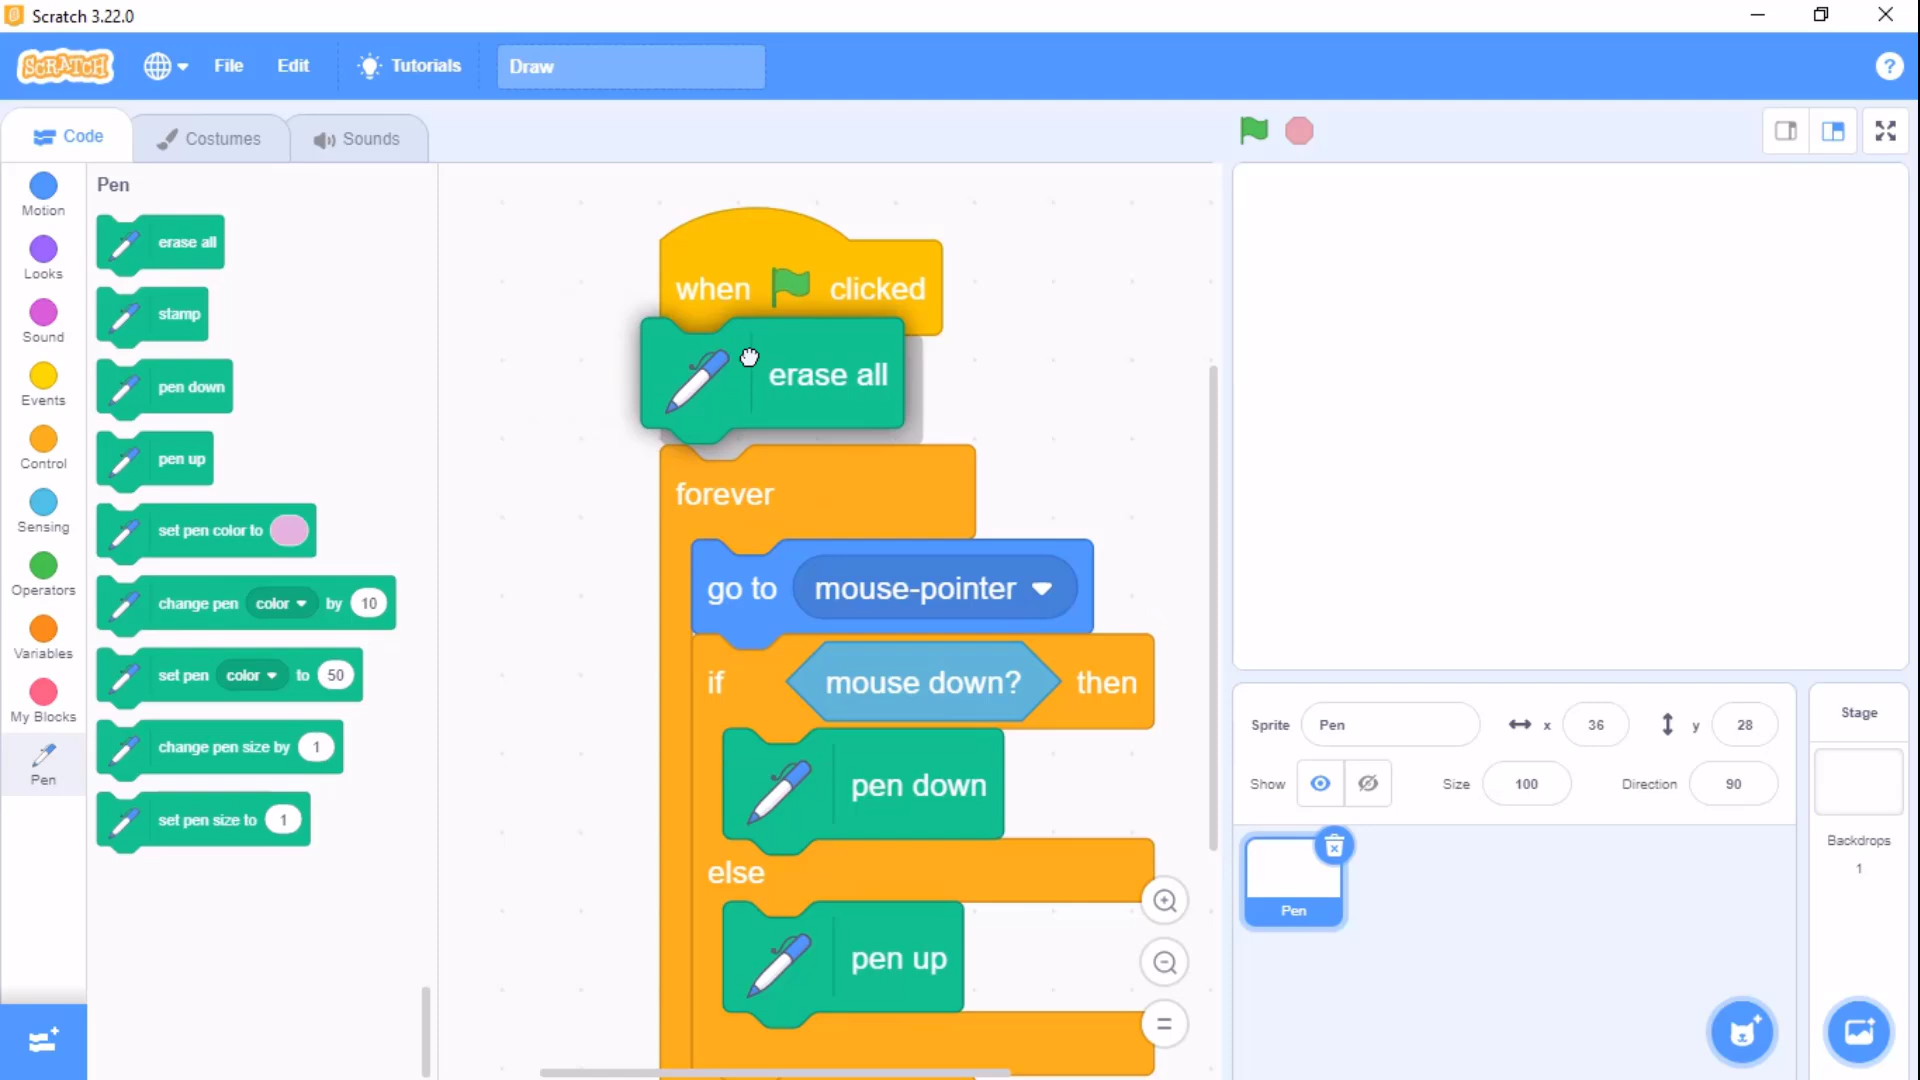 Scratch 3.22.0
SCRATCH
File
Edit
Tutorials
Draw
?
Code
Costumes
Sounds
Motion
Looks
Sound
Events
Control
Sensing
Operators
Variables
My Blocks
Pen
Pen
erase all
stamp
pen down
pen up
set pen color to
change pen color by 10
set pen color to 50
change pen size by 1
set pen size to 1
when clicked
erase all
forever
go to mouse-pointer
if mouse down? then
pen down
else
pen up
Sprite Pen x 36 y 28
Show Size 100 Direction 90
Pen
Stage
Backdrops
1